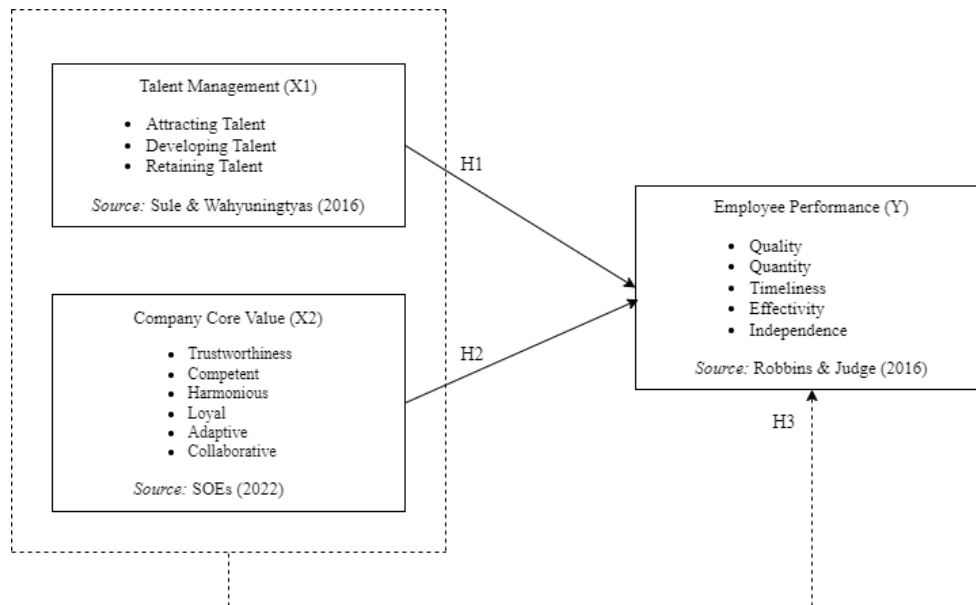 Talent Management (X1)
• Attracting Talent
• Developing Talent
• Retaining Talent
Source: Sule & Wahyuningtyas (2016)
H1
Company Core Value (X2)
• Trustworthiness
• Competent
• Harmonious
• Loyal
• Adaptive
• Collaborative
Source: SOEs (2022)
H2
Employee Performance (Y)
• Quality
• Quantity
• Timeliness
• Effectivity
• Independence
Source: Robbins & Judge (2016)
H3